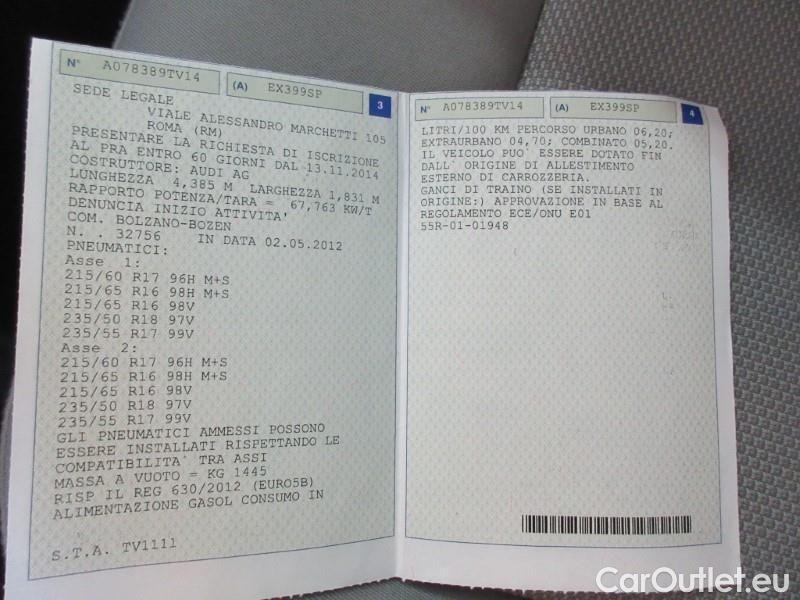 N° A078389TV14 (A) EX399SP 3
SEDE LEGALE
VIALE ALESSANDRO MARCHETTI 105
ROMA (RM)
PRESENTARE LA RICHIESTA DI ISCRIZIONE
AL PRA ENTRO 60 GIORNI DAL 13.11.2014
COSTRUTTORE: AUDI AG
LUNGHEZZA 4,385 M LARGHEZZA 1,831 M
RAPPORTO POTENZA/TARA = 67,763 KW/T
DENUNCIA INIZIO ATTIVITA'
COM. BOLZANO-BOZEN
N. . 32756 IN DATA 02.05.2012
PNEUMATICI:
Asse 1:
215/60 R17 96H M+S
215/65 R16 98H M+S
215/65 R16 98V
235/50 R18 97V
235/55 R17 99V
Asse 2:
215/60 R17 96H M+S
215/65 R16 98H M+S
215/65 R16 98V
235/50 R18 97V
235/55 R17 99V
GLI PNEUMATICI AMMESSI POSSONO
ESSERE INSTALLATI RISPETTANDO LE
COMPATIBILITA' TRA ASSI
MASSA A VUOTO = KG 1445
RISP IL REG 630/2012 (EURO5B)
ALIMENTAZIONE GASOL CONSUMO IN
S.T.A. TV1111
N° A078389TV14 (A) EX399SP 4
LITRI/100 KM PERCORSO URBANO 06,20;
EXTRAURBANO 04,70; COMBINATO 05,20.
IL VEICOLO PUO' ESSERE DOTATO FIN
DALL' ORIGINE DI ALLESTIMENTO
ESTERNO DI CARROZZERIA.
GANCI DI TRAINO (SE INSTALLATI IN
ORIGINE:) APPROVAZIONE IN BASE AL
REGOLAMENTO ECE/ONU E01
55R-01-01948
CarOutlet.eu